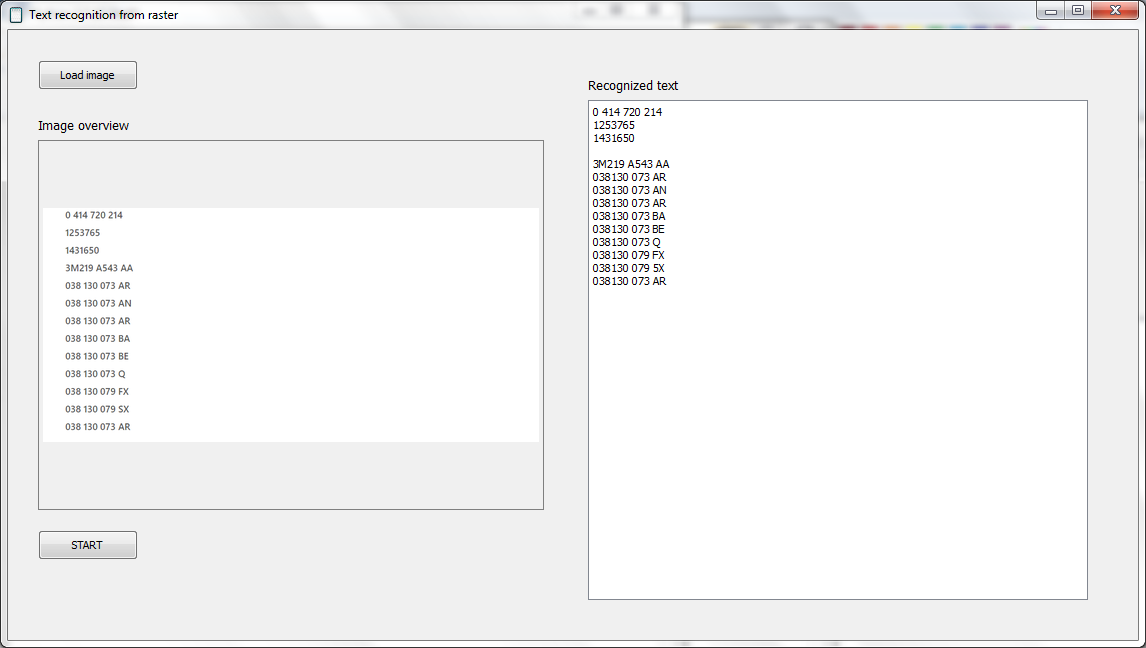 Text recognition from raster
Load image
Image overview
0 414 720 214
1253765
1431650
3M219 A543 AA
038 130 073 AR
038 130 073 AN
038 130 073 AR
038 130 073 BA
038 130 073 BE
038 130 073 Q
038 130 079 FX
038 130 079 SX
038 130 073 AR
START
Recognized text
0 414 720 214
1253765
1431650
3M219 A543 AA
038130 073 AR
038130 073 AN
038130 073 AR
038130 073 BA
038130 073 BE
038130 073 Q
038130 079 FX
038130 079 5X
038130 073 AR